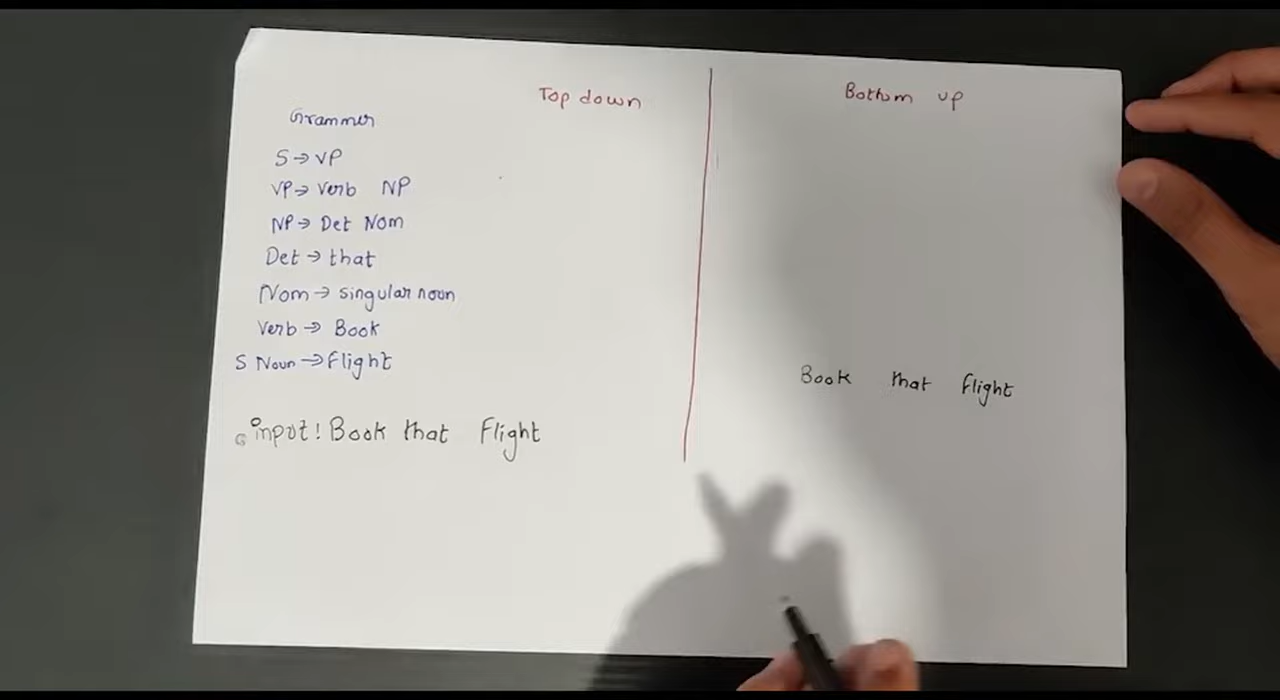 Top down
Bottom up
Grammer
S → VP
VP → Verb NP
NP → Det Nom
Det → that
Nom → singular noun
Verb → Book
S Noun → Flight
input! Book that Flight
Book that flight